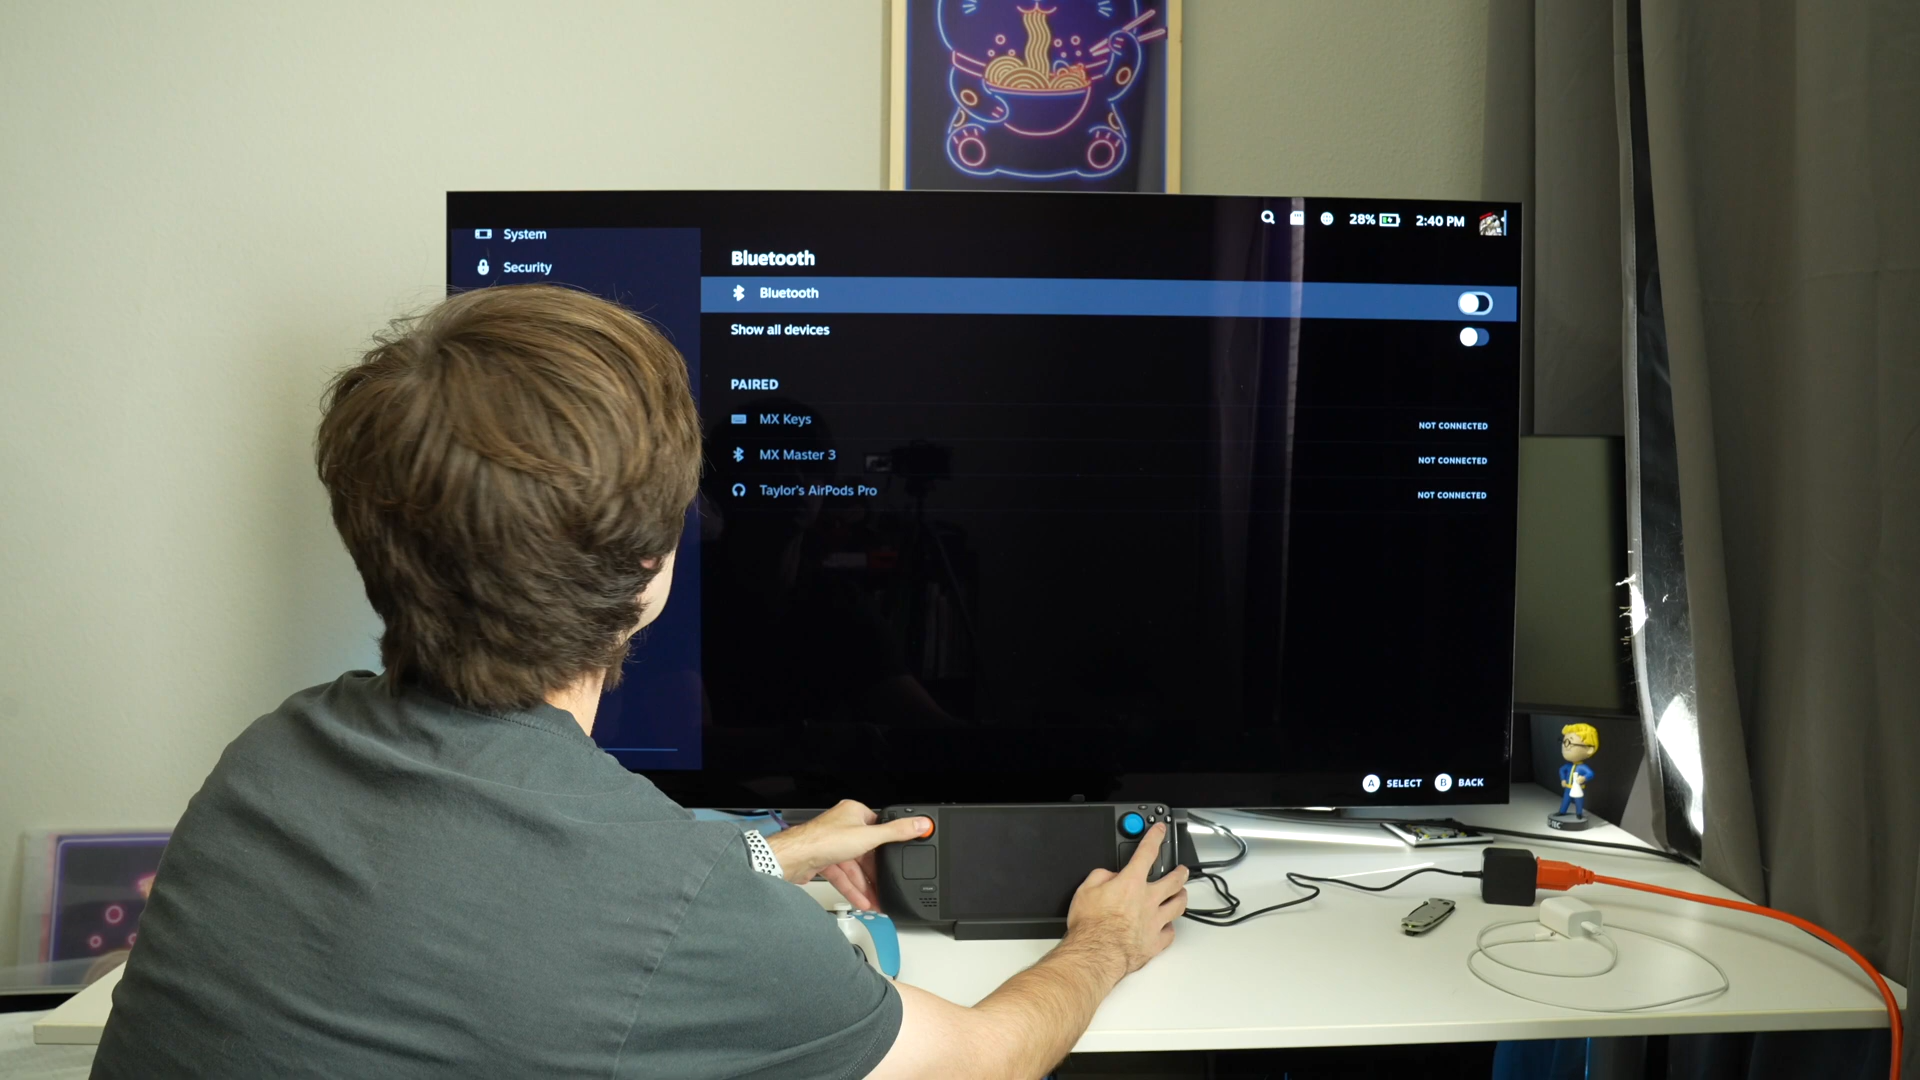 28% 2:40 PM
System
Security
Bluetooth
Bluetooth
Show all devices
PAIRED
MX Keys NOT CONNECTED
MX Master 3 NOT CONNECTED
Taylor's AirPods Pro NOT CONNECTED
A SELECT B BACK